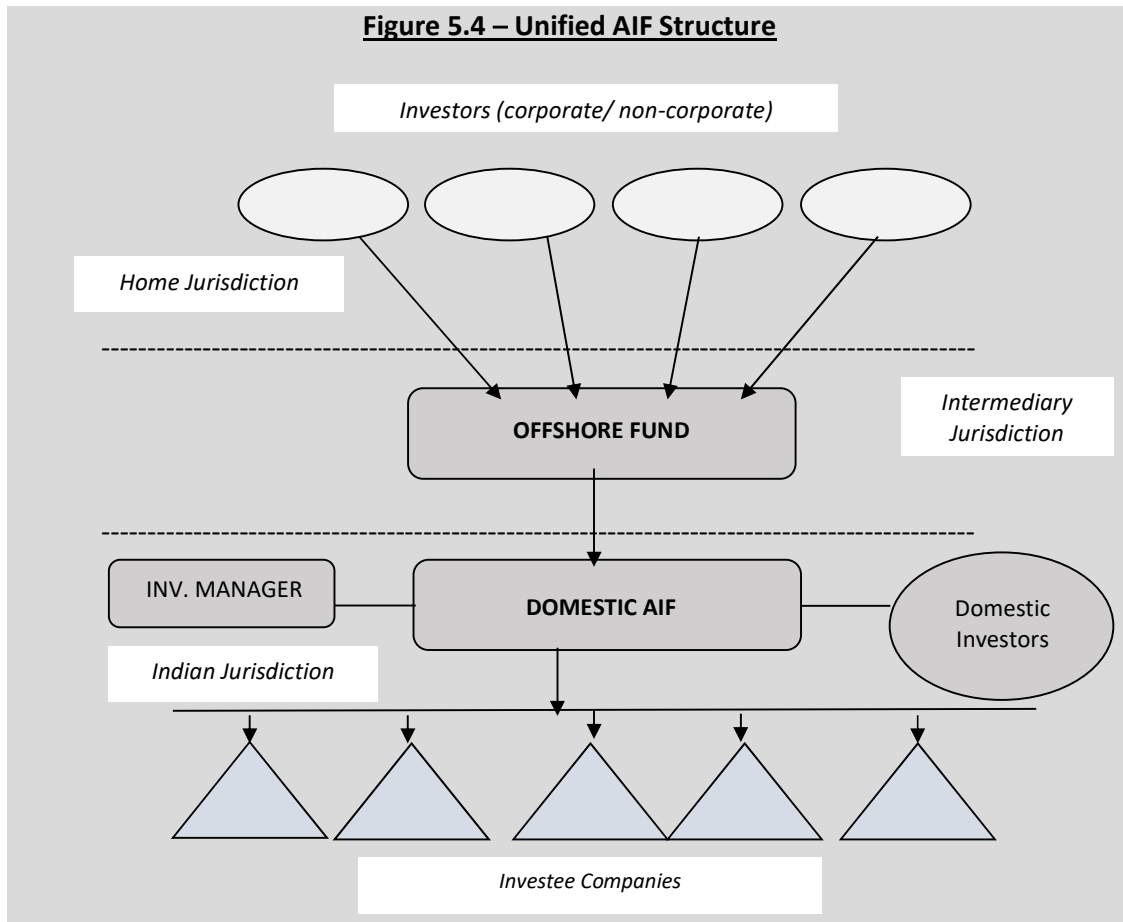 Figure 5.4 – Unified AIF Structure
Investors (corporate/ non-corporate)
Home Jurisdiction
Intermediary
Jurisdiction
OFFSHORE FUND
INV. MANAGER
DOMESTIC AIF
Domestic
Investors
Indian Jurisdiction
Investee Companies